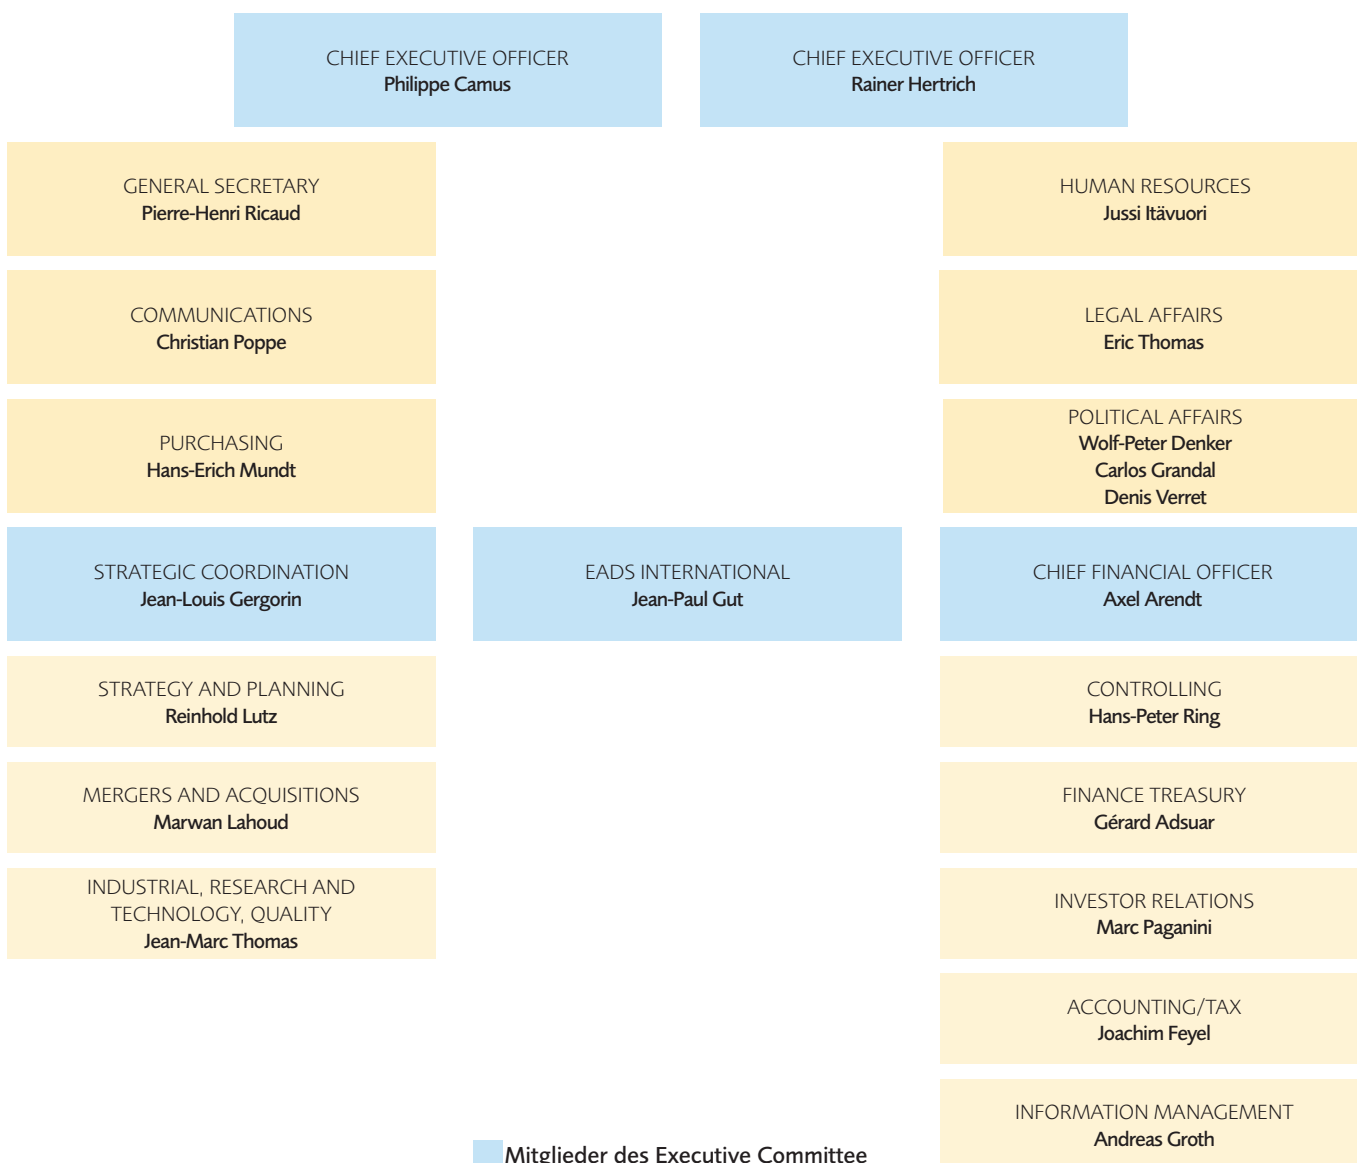 CHIEF EXECUTIVE OFFICER
Philippe Camus
CHIEF EXECUTIVE OFFICER
Rainer Hertrich
GENERAL SECRETARY
Pierre-Henri Ricaud
HUMAN RESOURCES
Jussi Itävuori
COMMUNICATIONS
Christian Poppe
LEGAL AFFAIRS
Eric Thomas
PURCHASING
Hans-Erich Mundt
POLITICAL AFFAIRS
Wolf-Peter Denker
Carlos Grandal
Denis Verret
STRATEGIC COORDINATION
Jean-Louis Gergorin
EADS INTERNATIONAL
Jean-Paul Gut
CHIEF FINANCIAL OFFICER
Axel Arendt
STRATEGY AND PLANNING
Reinhold Lutz
CONTROLLING
Hans-Peter Ring
MERGERS AND ACQUISITIONS
Marwan Lahoud
FINANCE TREASURY
Gérard Adsuar
INDUSTRIAL, RESEARCH AND
TECHNOLOGY, QUALITY
Jean-Marc Thomas
INVESTOR RELATIONS
Marc Paganini
ACCOUNTING/TAX
Joachim Feyel
INFORMATION MANAGEMENT
Andreas Groth
Mitglieder des Executive Committee